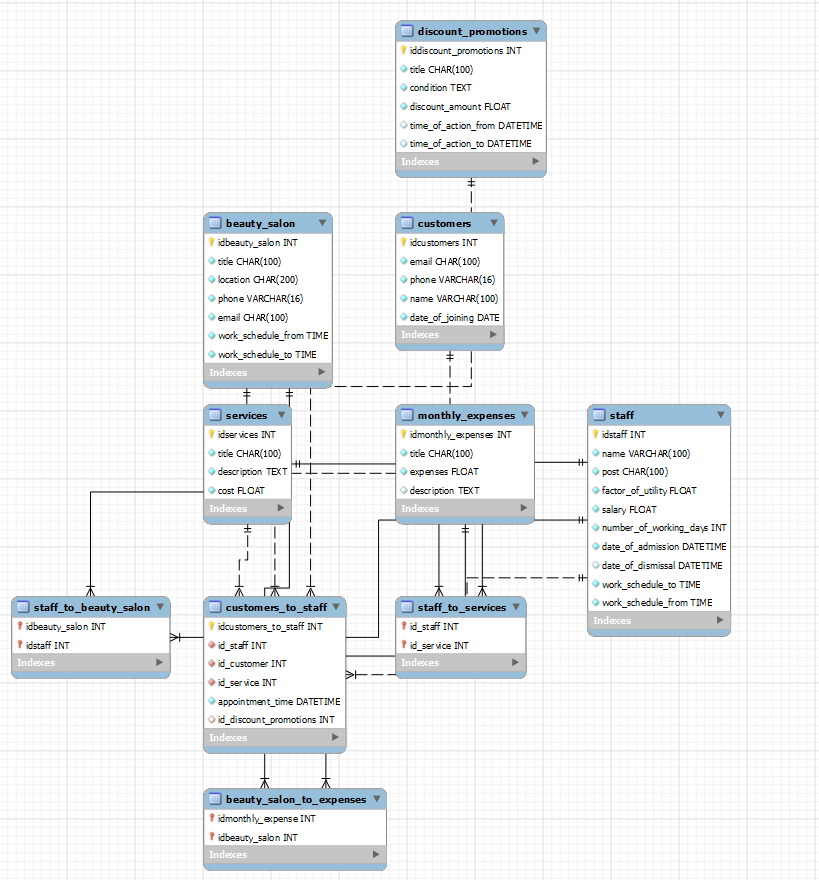 discount_promotions
iddiscount_promotions INT
title CHAR(100)
condition TEXT
discount_amount FLOAT
time_of_action_from DATETIME
time_of_action_to DATETIME
Indexes
beauty_salon
idbeauty_salon INT
title CHAR(100)
location CHAR(200)
phone VARCHAR(16)
email CHAR(100)
work_schedule_from TIME
work_schedule_to TIME
Indexes
customers
idcustomers INT
email CHAR(100)
phone VARCHAR(16)
name VARCHAR(100)
date_of_joining DATE
Indexes
services
idservices INT
title CHAR(100)
description TEXT
cost FLOAT
Indexes
monthly_expenses
idmonthly_expenses INT
title CHAR(100)
expenses FLOAT
description TEXT
Indexes
staff
idstaff INT
name VARCHAR(100)
post CHAR(100)
factor_of_utility FLOAT
salary FLOAT
number_of_working_days INT
date_of_admission DATETIME
date_of_dismissal DATETIME
work_schedule_to TIME
work_schedule_from TIME
Indexes
staff_to_beauty_salon
idbeauty_salon INT
idstaff INT
Indexes
customers_to_staff
idcustomers_to_staff INT
id_staff INT
id_customer INT
id_service INT
appointment_time DATETIME
id_discount_promotions INT
Indexes
staff_to_services
id_staff INT
id_service INT
Indexes
beauty_salon_to_expenses
idmonthly_expense INT
idbeauty_salon INT
Indexes